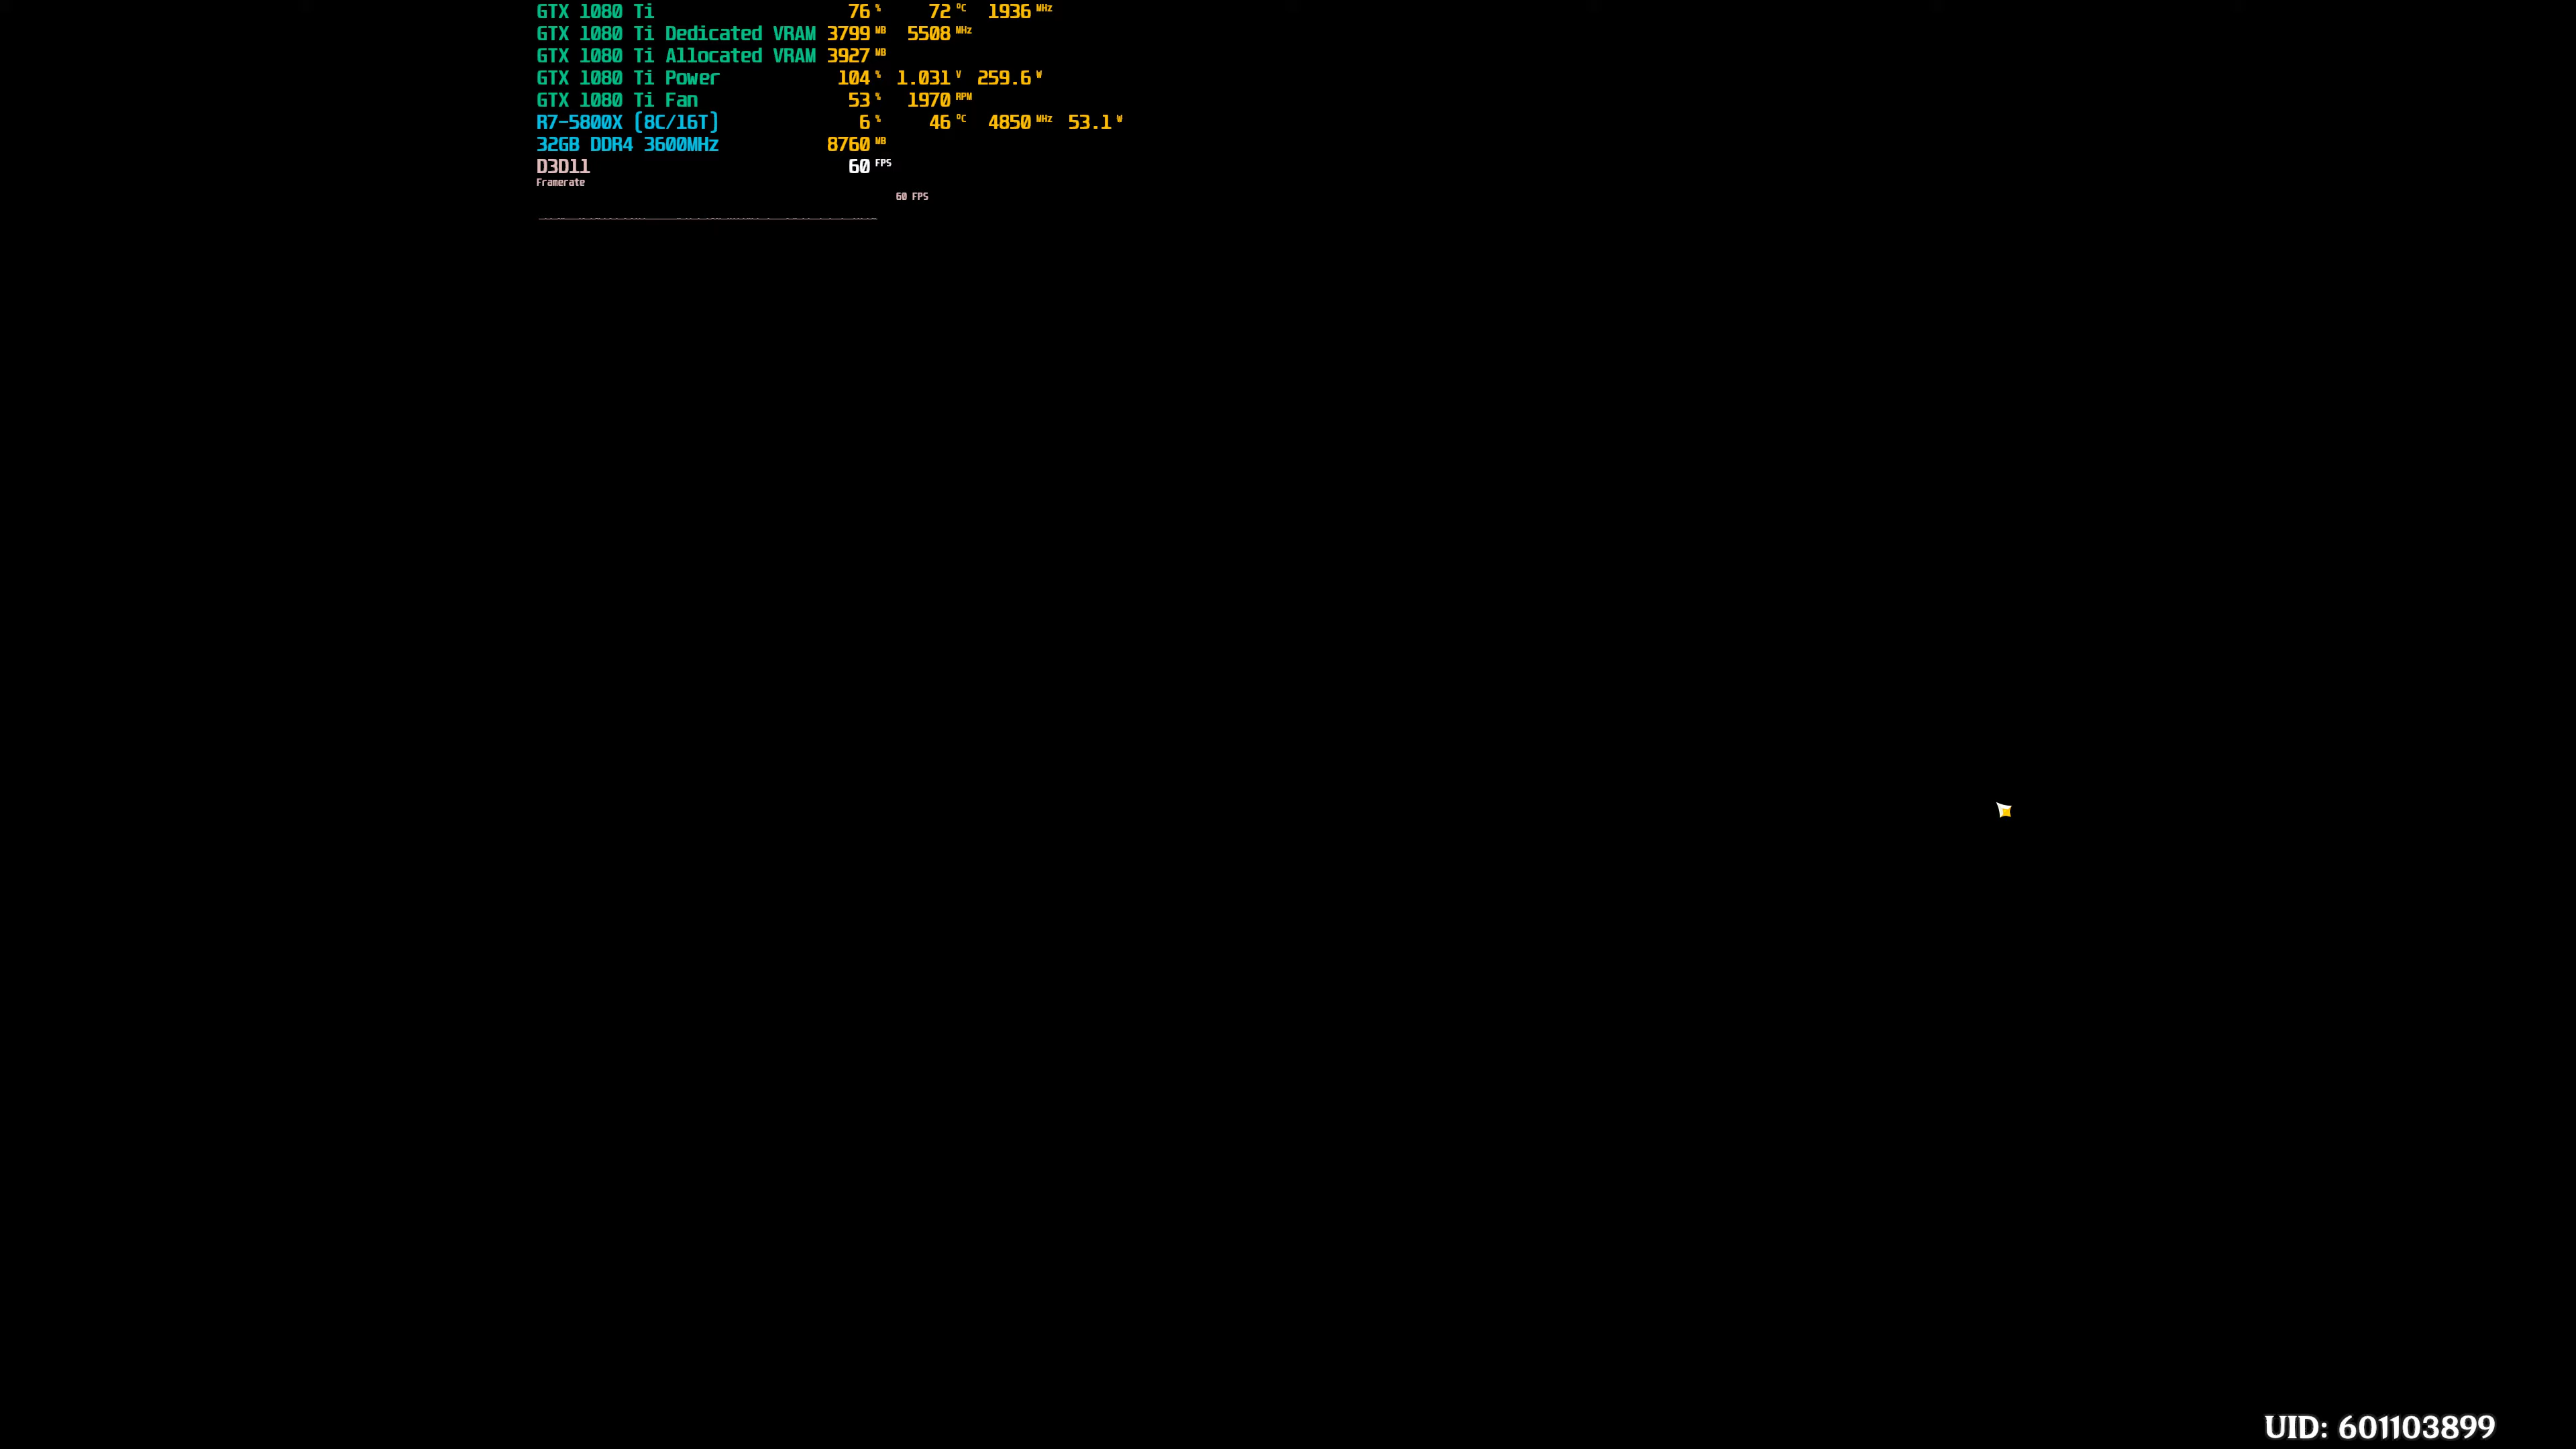 GTX 1080 Ti 76 % 72 °C 1936 MHz
GTX 1080 Ti Dedicated VRAM 3799 MB 5508 MHz
GTX 1080 Ti Allocated VRAM 3927 MB
GTX 1080 Ti Power 104 % 1.031 V 259.6 W
GTX 1080 Ti Fan 53 % 1970 RPM
R7-5800X (8C/16T) 6 % 46 °C 4850 MHz 53.1 W
32GB DDR4 3600MHz 8760 MB
D3D11 60 FPS
Framerate
60 FPS
UID: 601103899